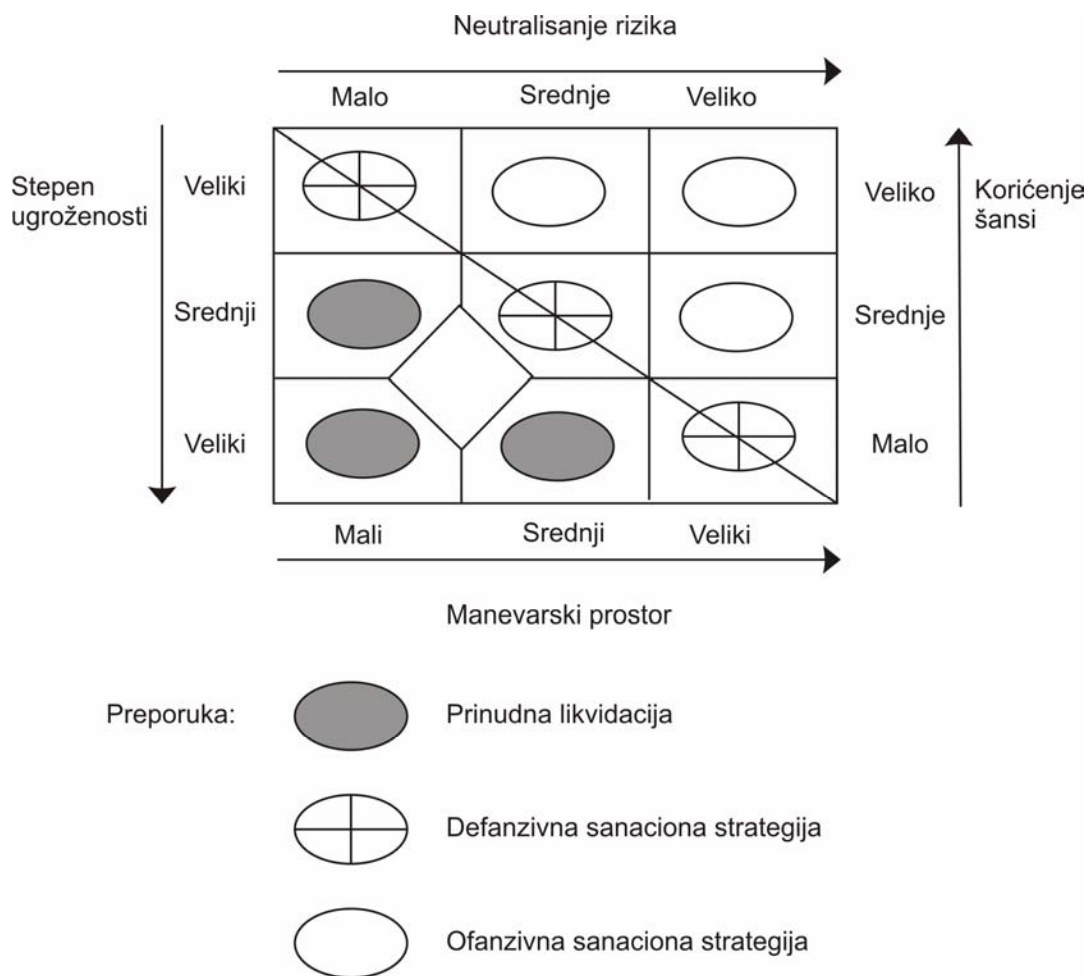 Neutralisanje rizika
Malo Srednje Veliko
Stepen
ugroženosti
Veliki
Veliko
Korićenje
šansi
Srednji
Srednje
Veliki
Malo
Mali Srednji Veliki
Manevarski prostor
Preporuka:
Prinudna likvidacija
Defanzivna sanaciona strategija
Ofanzivna sanaciona strategija